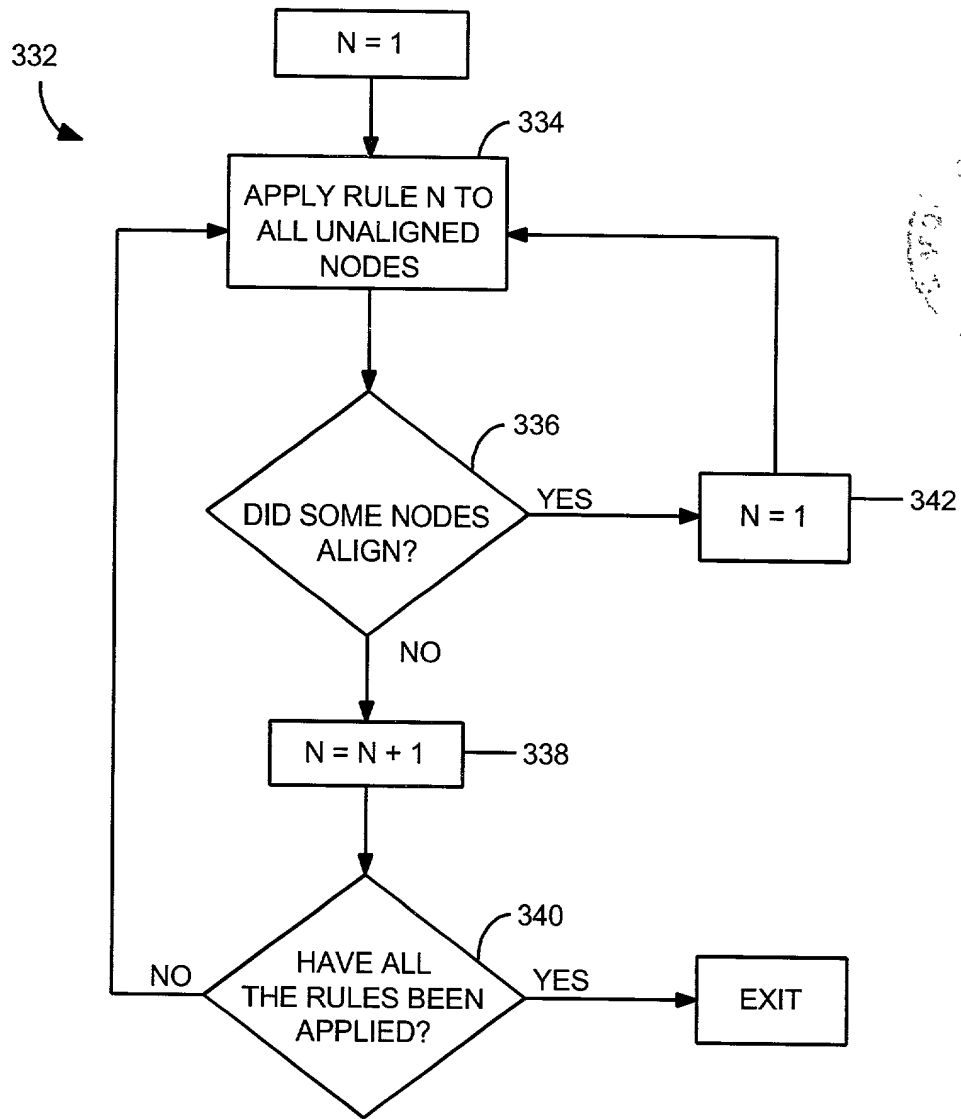 N = 1
332
334
APPLY RULE N TO
ALL UNALIGNED
NODES
336
DID SOME NODES
ALIGN?
YES
N = 1
342
NO
N = N + 1
338
340
HAVE ALL
THE RULES BEEN
APPLIED?
NO
YES
EXIT